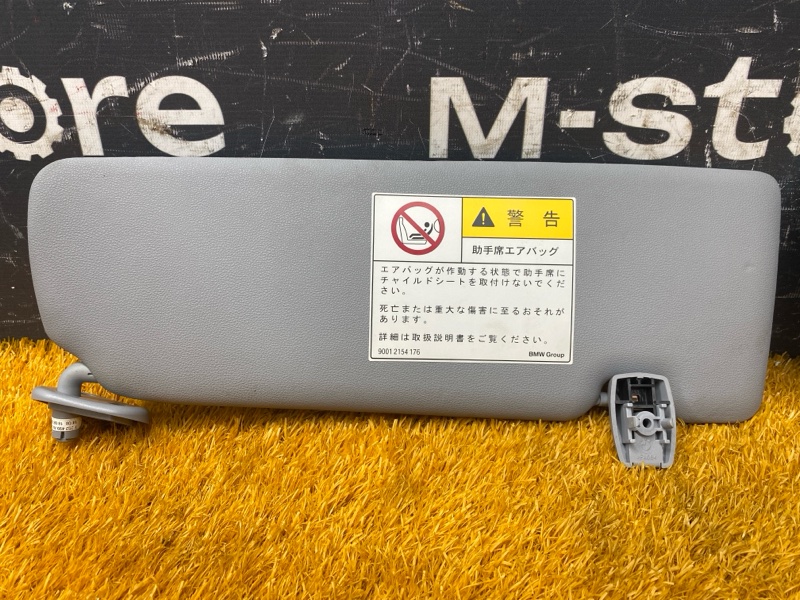 ore M-sto
警 告
助手席エアバッグ
エアバッグが作動する状態で助手席に
チャイルドシートを取付けないでくだ
さい。
死亡または重大な傷害に至るおそれが
あります。
詳細は取扱説明書をご覧ください。
9001 2154 176 BMW Group